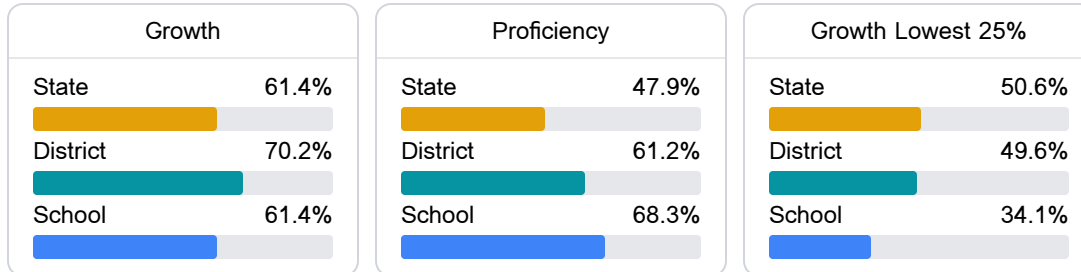 Growth
State 61.4%
District 70.2%
School 61.4%
Proficiency
State 47.9%
District 61.2%
School 68.3%
Growth Lowest 25%
State 50.6%
District 49.6%
School 34.1%